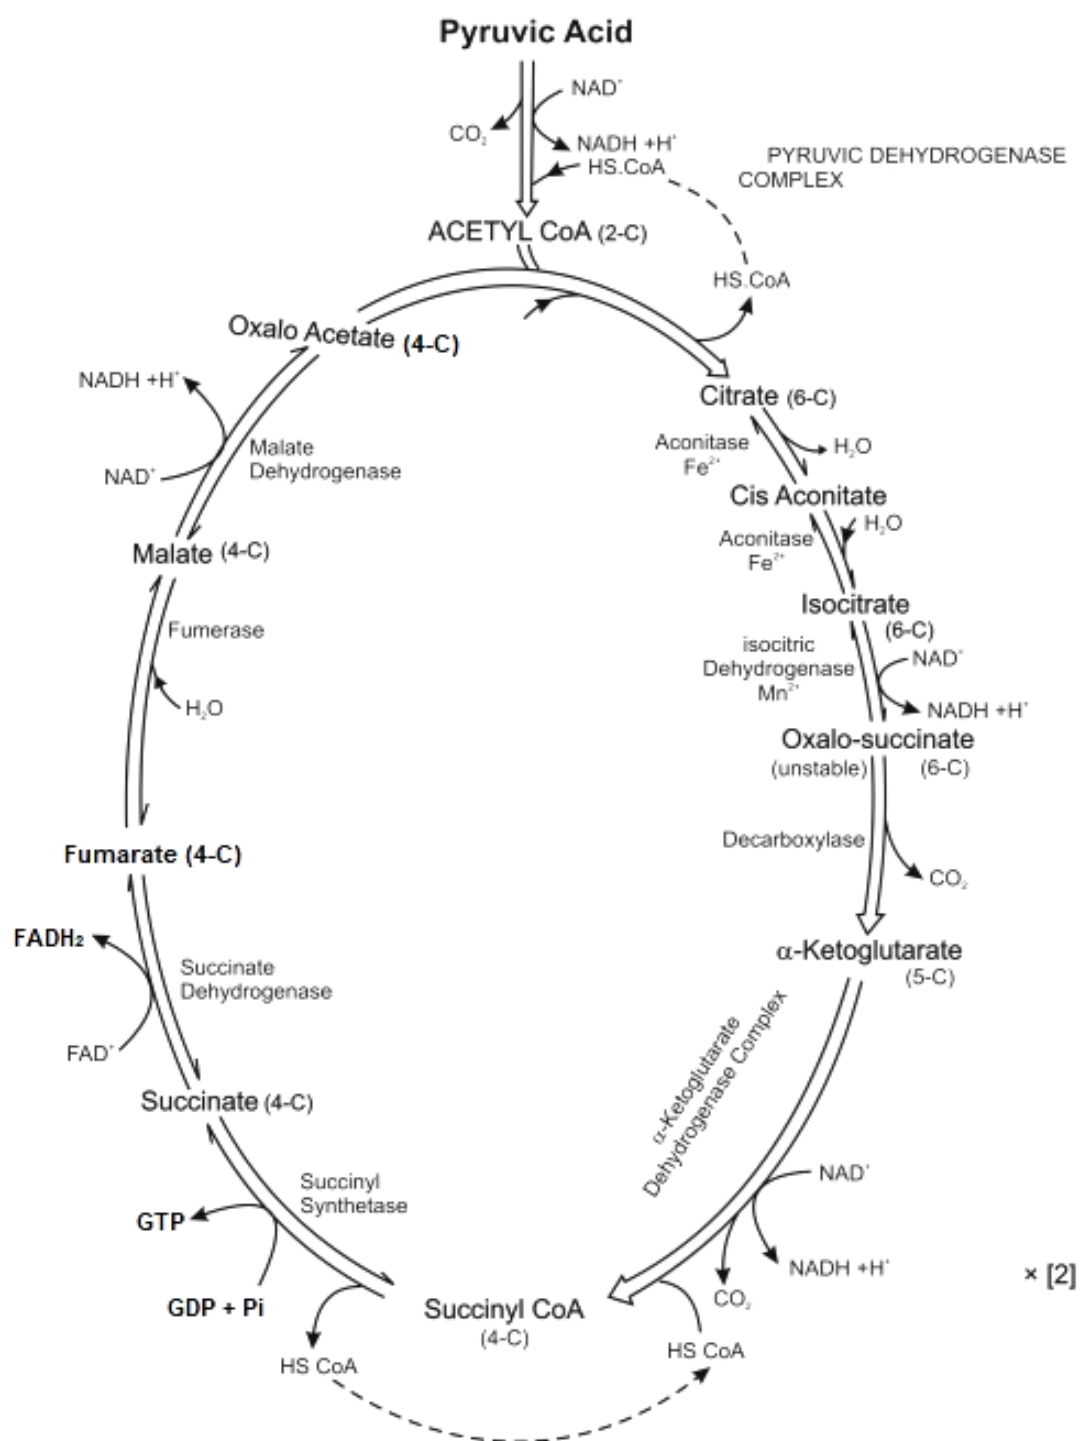 Pyruvic Acid
NAD⁺
CO₂
NADH +H⁺
HS.CoA
PYRUVIC DEHYDROGENASE
COMPLEX
ACETYL CoA (2-C)
HS.CoA
Oxalo Acetate (4-C)
NADH +H⁺
Citrate (6-C)
Aconitase
Fe²⁺
H₂O
Malate
Dehydrogenase
NAD⁺
Cis Aconitate
H₂O
Aconitase
Fe²⁺
Malate (4-C)
Isocitrate
(6-C)
Fumerase
isocitric
Dehydrogenase
Mn²⁺
NAD⁺
NADH +H⁺
H₂O
Oxalo-succinate
(unstable) (6-C)
Decarboxylase
CO₂
Fumarate (4-C)
FADH₂
α-Ketoglutarate
(5-C)
Succinate
Dehydrogenase
FAD⁺
α-Ketoglutarate
Dehydrogenase Complex
Succinate (4-C)
NAD⁺
Succinyl
Synthetase
GTP
NADH +H⁺
× [2]
CO₂
GDP + Pi
Succinyl CoA
(4-C)
HS CoA
HS CoA